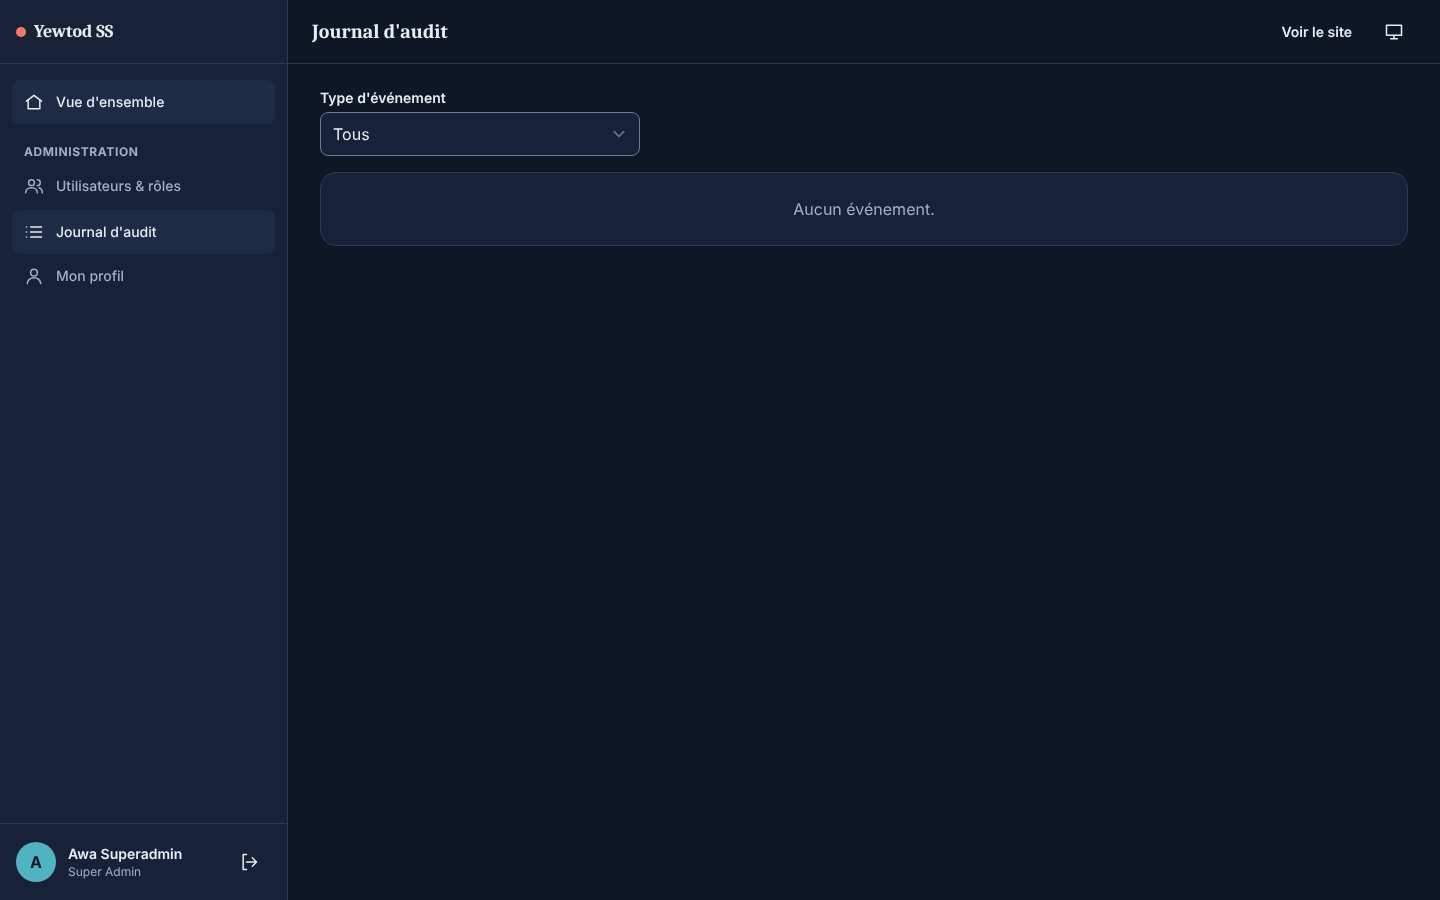 Yewtod SS
Journal d'audit
Voir le site
Vue d'ensemble
ADMINISTRATION
Utilisateurs & rôles
Journal d'audit
Mon profil
Type d'événement
Tous
Aucun événement.
A
Awa Superadmin
Super Admin